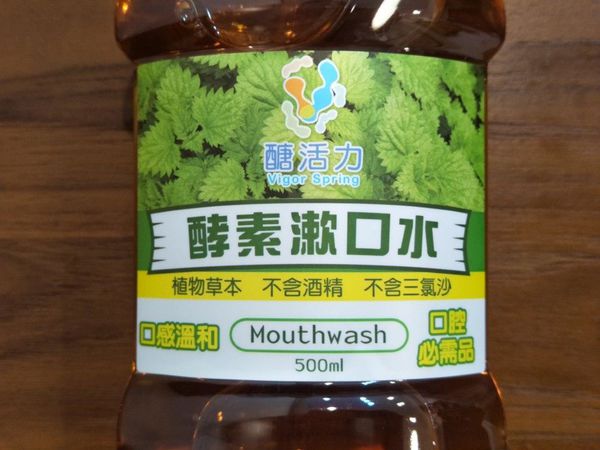 醣活力
Vigor Spring
酵素漱口水
植物草本 不含酒精 不含三氯沙
口感溫和
Mouthwash
500ml
口腔
必需品